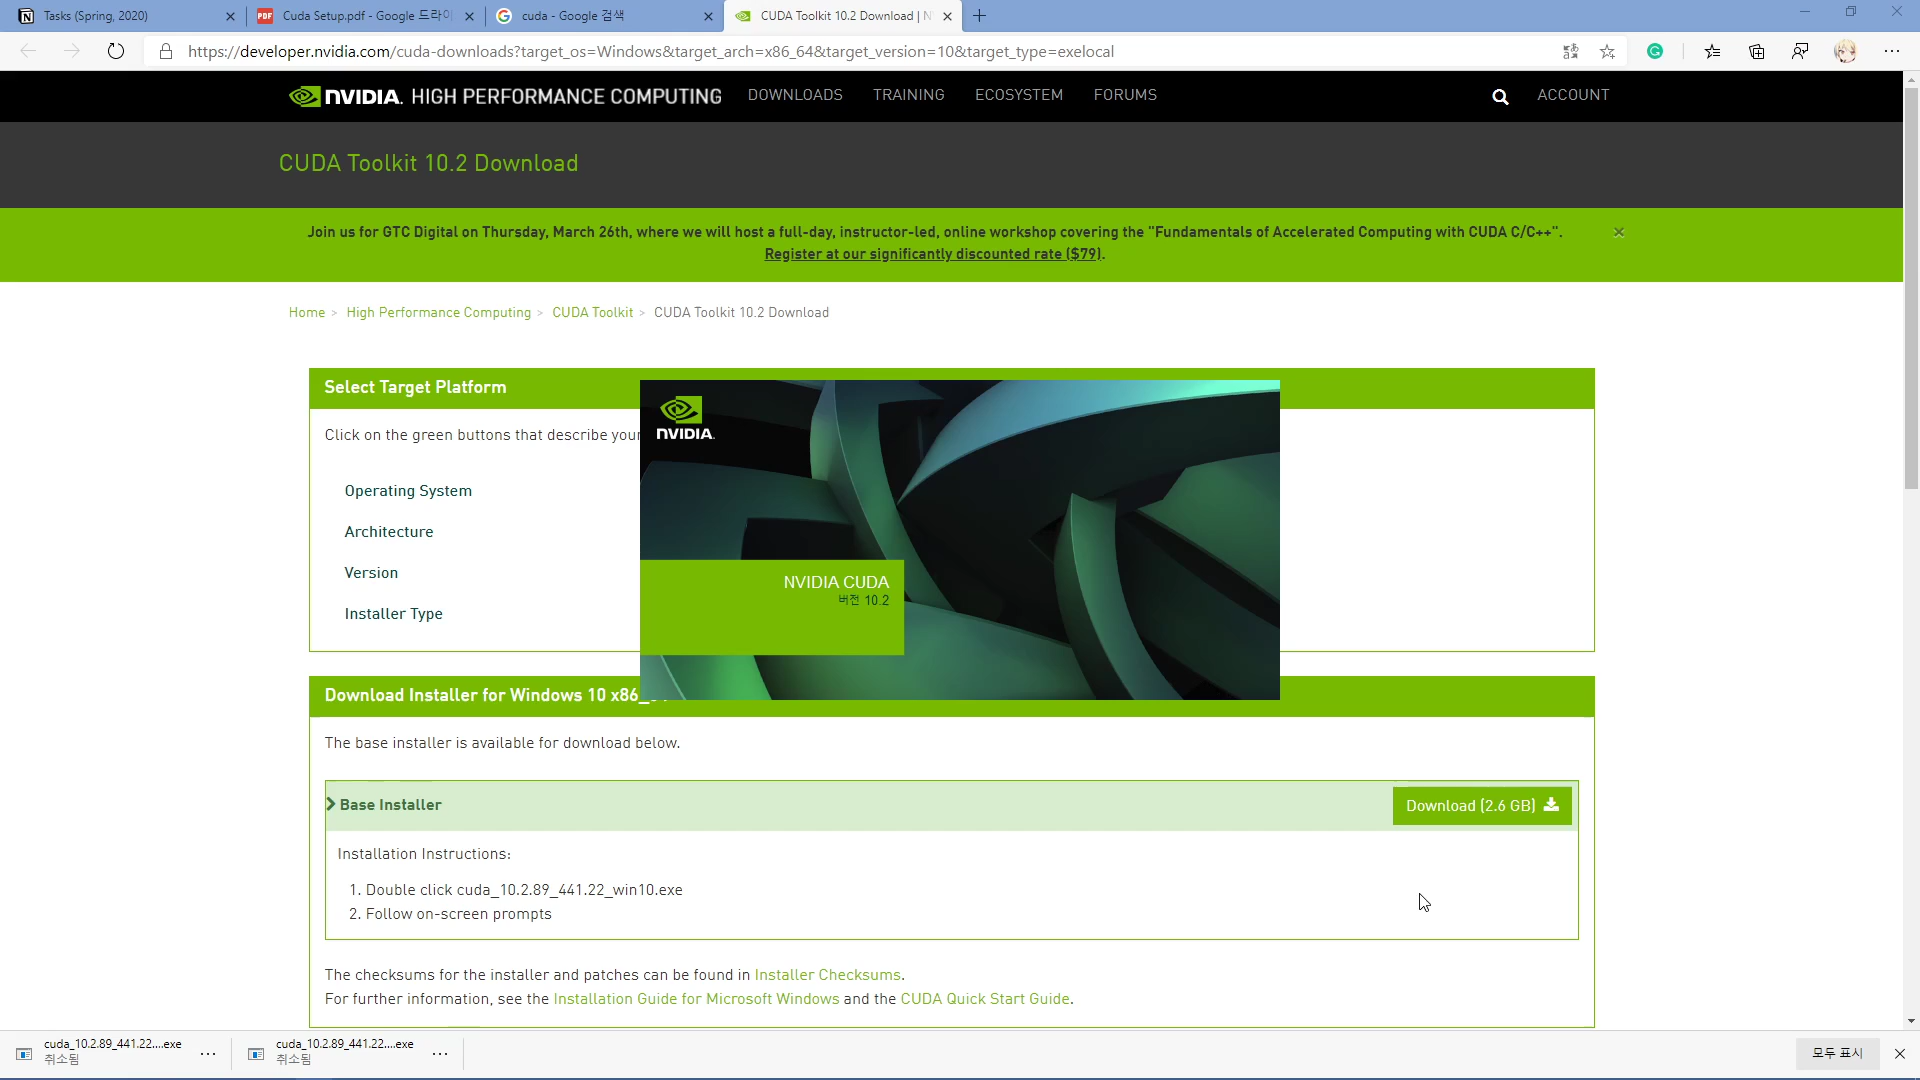 Tasks (Spring, 2020)
Cuda Setup.pdf - Google 드라이
cuda - Google 검색
CUDA Toolkit 10.2 Download | N
https://developer.nvidia.com/cuda-downloads?target_os=Windows&target_arch=x86_64&target_version=10&target_type=exelocal
NVIDIA. HIGH PERFORMANCE COMPUTING
DOWNLOADS
TRAINING
ECOSYSTEM
FORUMS
ACCOUNT
CUDA Toolkit 10.2 Download
Join us for GTC Digital on Thursday, March 26th, where we will host a full-day, instructor-led, online workshop covering the "Fundamentals of Accelerated Computing with CUDA C/C++".
Register at our significantly discounted rate ($79).
Home > High Performance Computing > CUDA Toolkit > CUDA Toolkit 10.2 Download
Select Target Platform
Click on the green buttons that describe your
Operating System
Architecture
Version
Installer Type
NVIDIA.
NVIDIA CUDA
버전 10.2
Download Installer for Windows 10 x86_
The base installer is available for download below.
Base Installer
Download (2.6 GB)
Installation Instructions:
1. Double click cuda_10.2.89_441.22_win10.exe
2. Follow on-screen prompts
The checksums for the installer and patches can be found in Installer Checksums.
For further information, see the Installation Guide for Microsoft Windows and the CUDA Quick Start Guide.
cuda_10.2.89_441.22....exe
취소됨
cuda_10.2.89_441.22....exe
취소됨
모두 표시